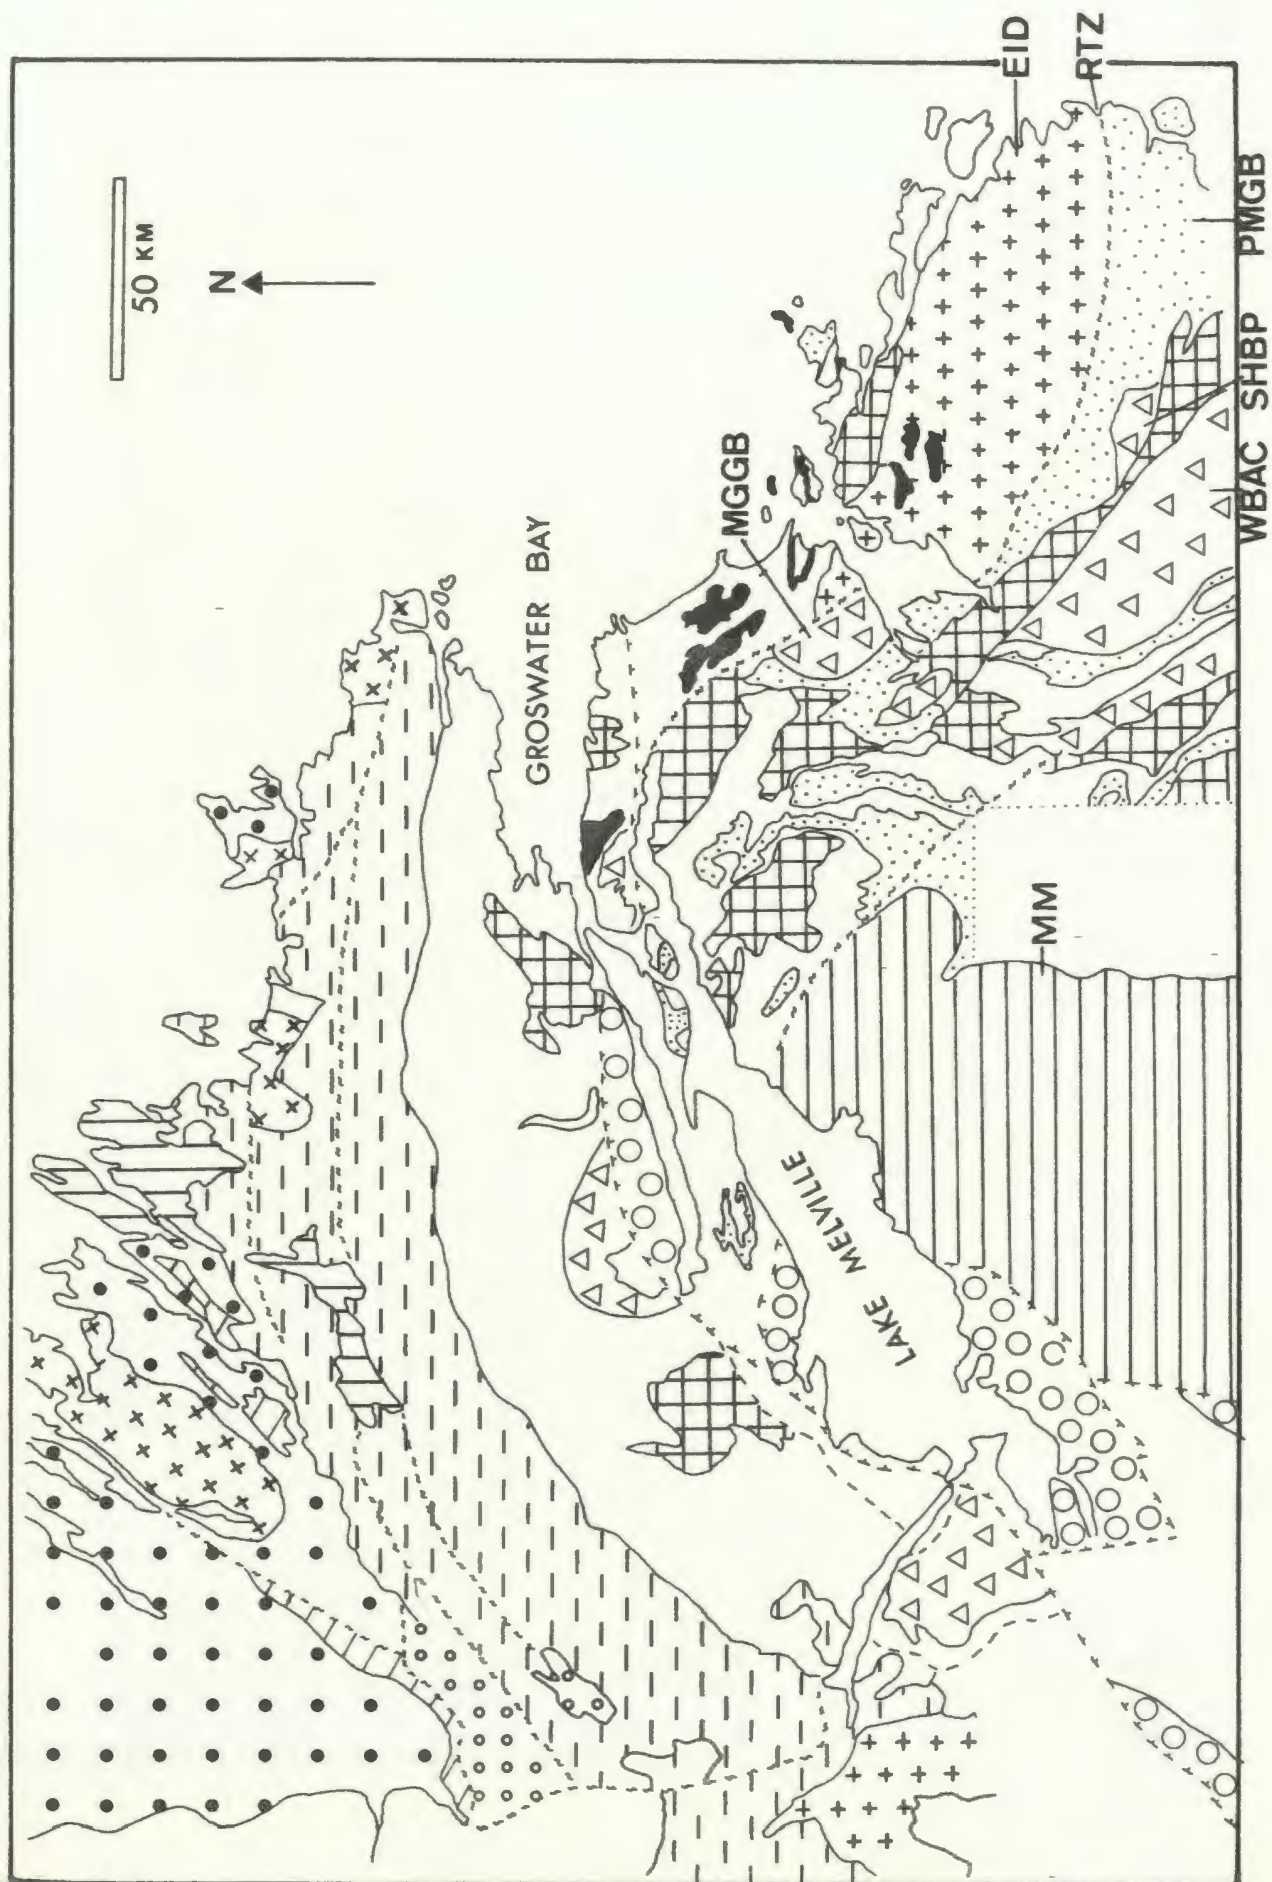 50 KM
N
EID
RTZ
MGGB
GROSWATER BAY
PMGB
SHBP
WBAC
MM
LAKE MELVILLE